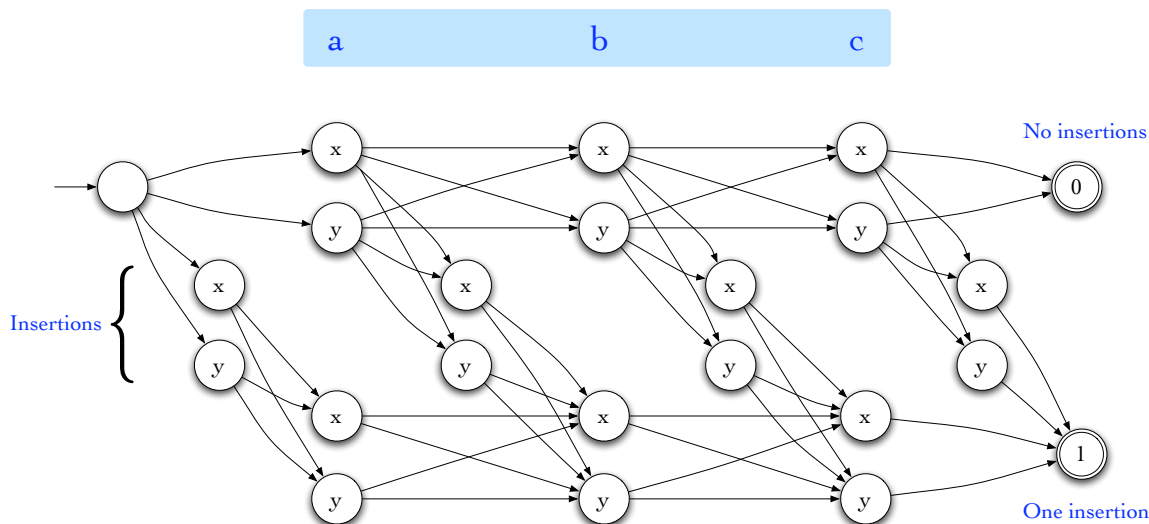 a b c
No insertions
x x x
0
y y y
x x x
Insertions
y y y
x x x
1
y y y
One insertion